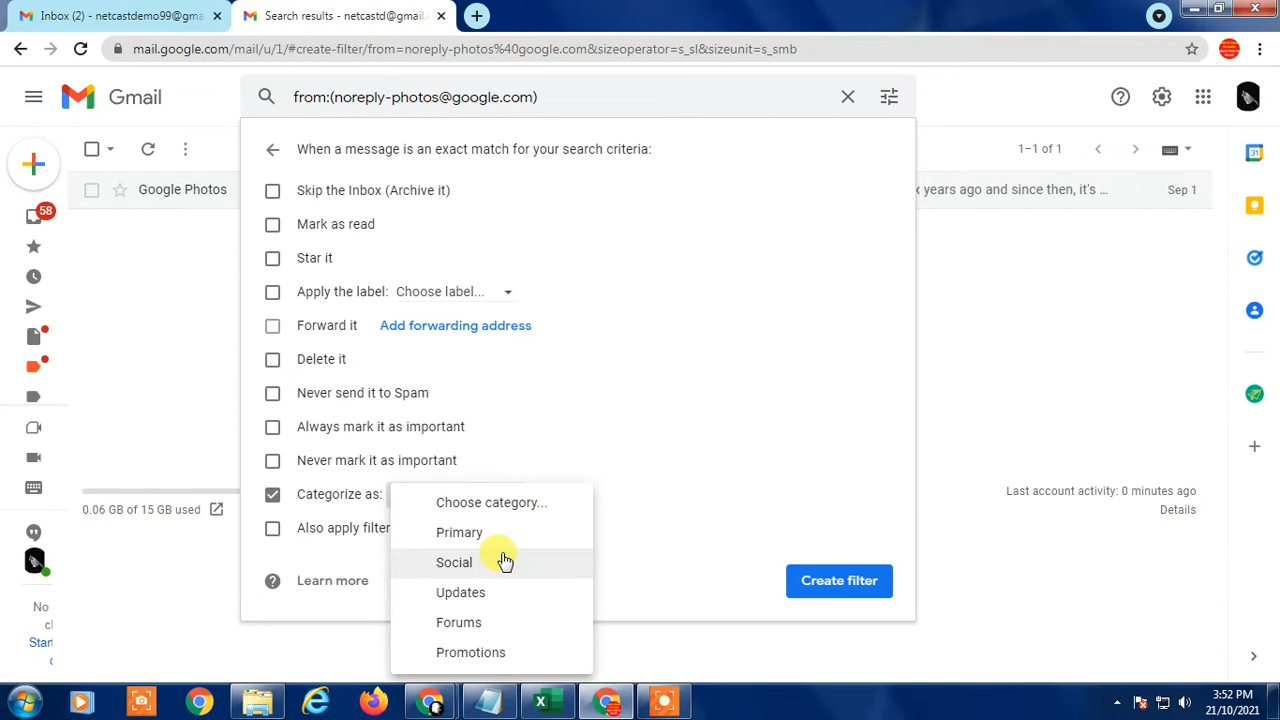 Inbox (2) - netcastdemo99@gma
Search results - netcastd@gmail.
mail.google.com/mail/u/1/#create-filter/from=noreply-photos%40google.com&sizeoperator=s_sl&sizeunit=s_smb
Gmail
from:(noreply-photos@google.com)
When a message is an exact match for your search criteria:
1–1 of 1
Skip the Inbox (Archive it)
Google Photos
x years ago and since then, it's ...
Sep 1
58
Mark as read
Star it
Apply the label: Choose label...
Forward it
Add forwarding address
Delete it
Never send it to Spam
Always mark it as important
Never mark it as important
Categorize as:
Choose category...
Primary
Social
Updates
Forums
Promotions
Also apply filter
Learn more
Create filter
0.06 GB of 15 GB used
Last account activity: 0 minutes ago
Details
No
Start
3:52 PM
21/10/2021